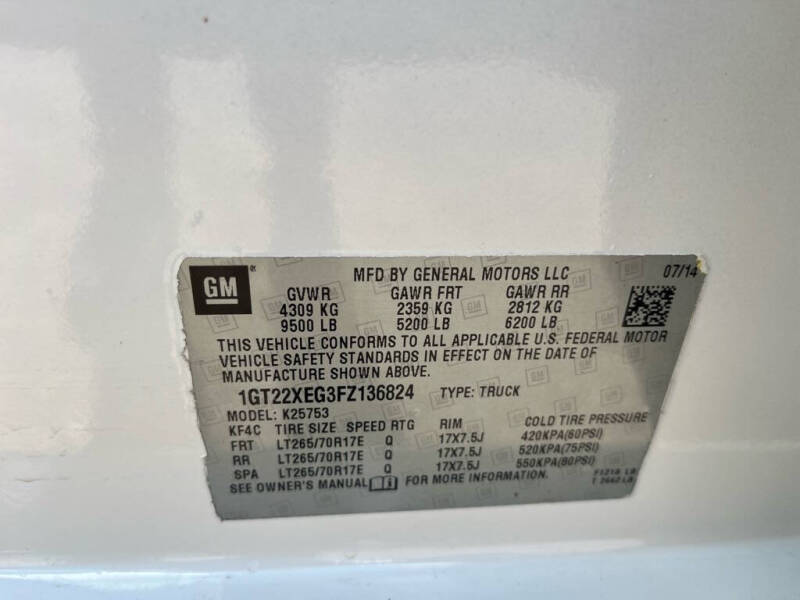 GM ® MFD BY GENERAL MOTORS LLC 07/14
GVWR GAWR FRT GAWR RR
4309 KG 2359 KG 2812 KG
9500 LB 5200 LB 6200 LB
THIS VEHICLE CONFORMS TO ALL APPLICABLE U.S. FEDERAL MOTOR
VEHICLE SAFETY STANDARDS IN EFFECT ON THE DATE OF
MANUFACTURE SHOWN ABOVE.
1GT22XEG3FZ136824 TYPE: TRUCK
MODEL: K25753
KF4C TIRE SIZE SPEED RTG RIM COLD TIRE PRESSURE
FRT LT265/70R17E Q 17X7.5J 420KPA(60PSI)
RR LT265/70R17E Q 17X7.5J 520KPA(75PSI)
SPA LT265/70R17E Q 17X7.5J 550KPA(80PSI)
SEE OWNER'S MANUAL FOR MORE INFORMATION.
F1218 LB
T 2662 LB